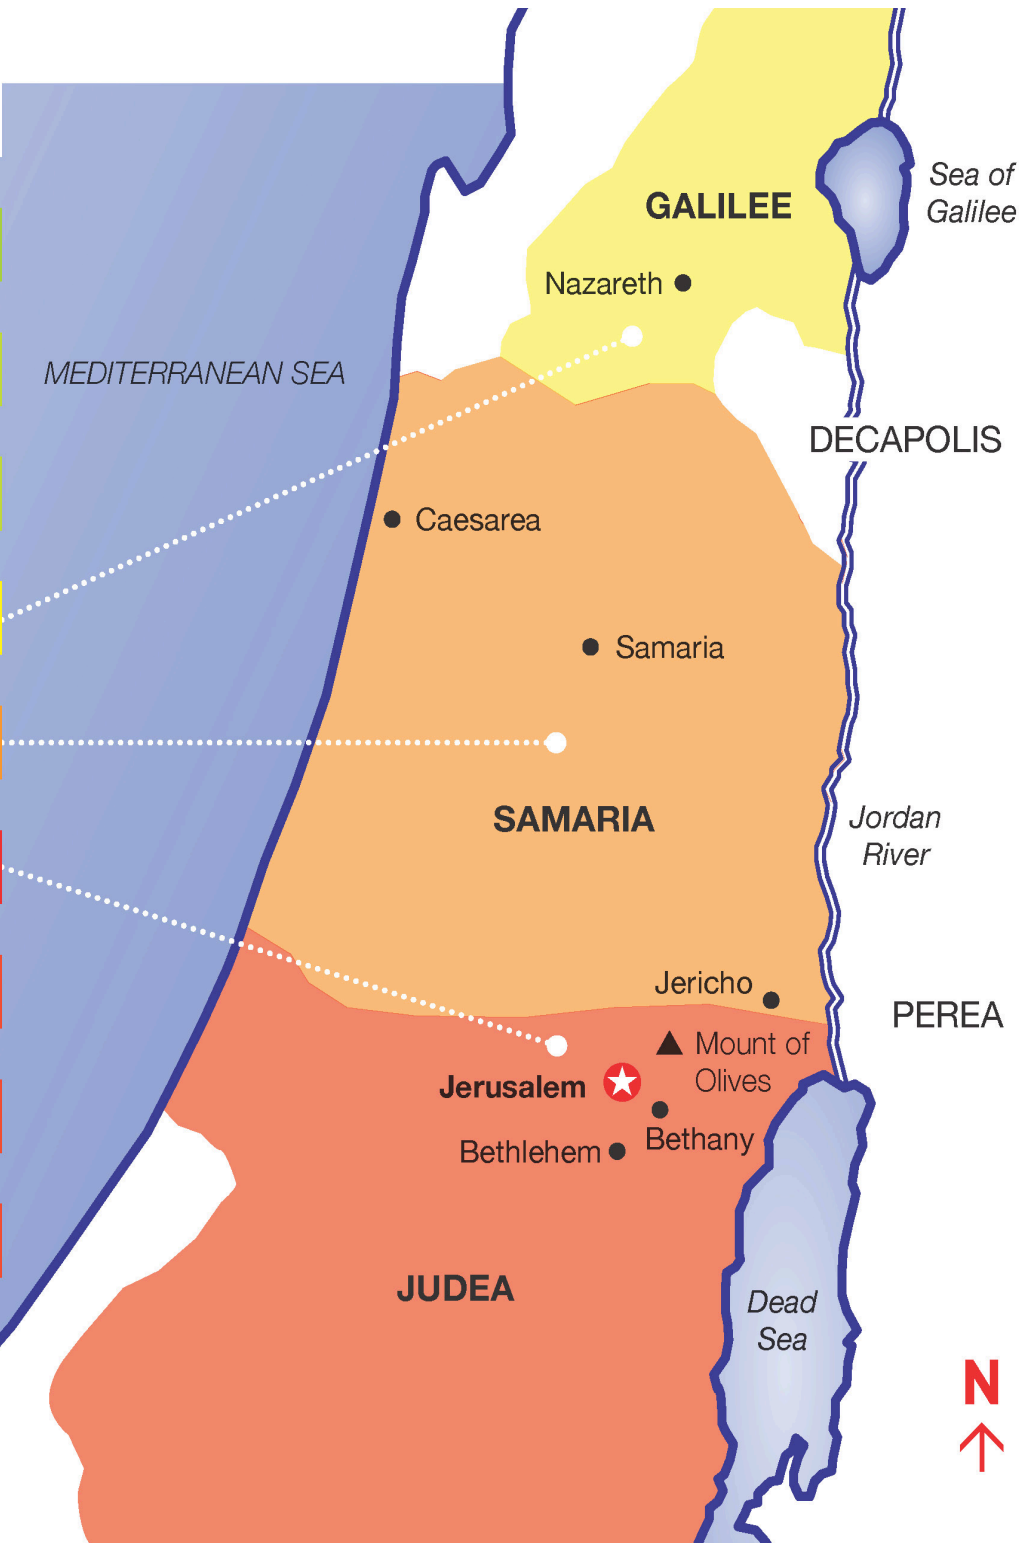 Sea of
Galilee
GALILEE
Nazareth
MEDITERRANEAN SEA
DECAPOLIS
Caesarea
Samaria
SAMARIA
Jordan
River
Jericho
PEREA
Mount of
Olives
Jerusalem
Bethany
Bethlehem
JUDEA
Dead
Sea
N